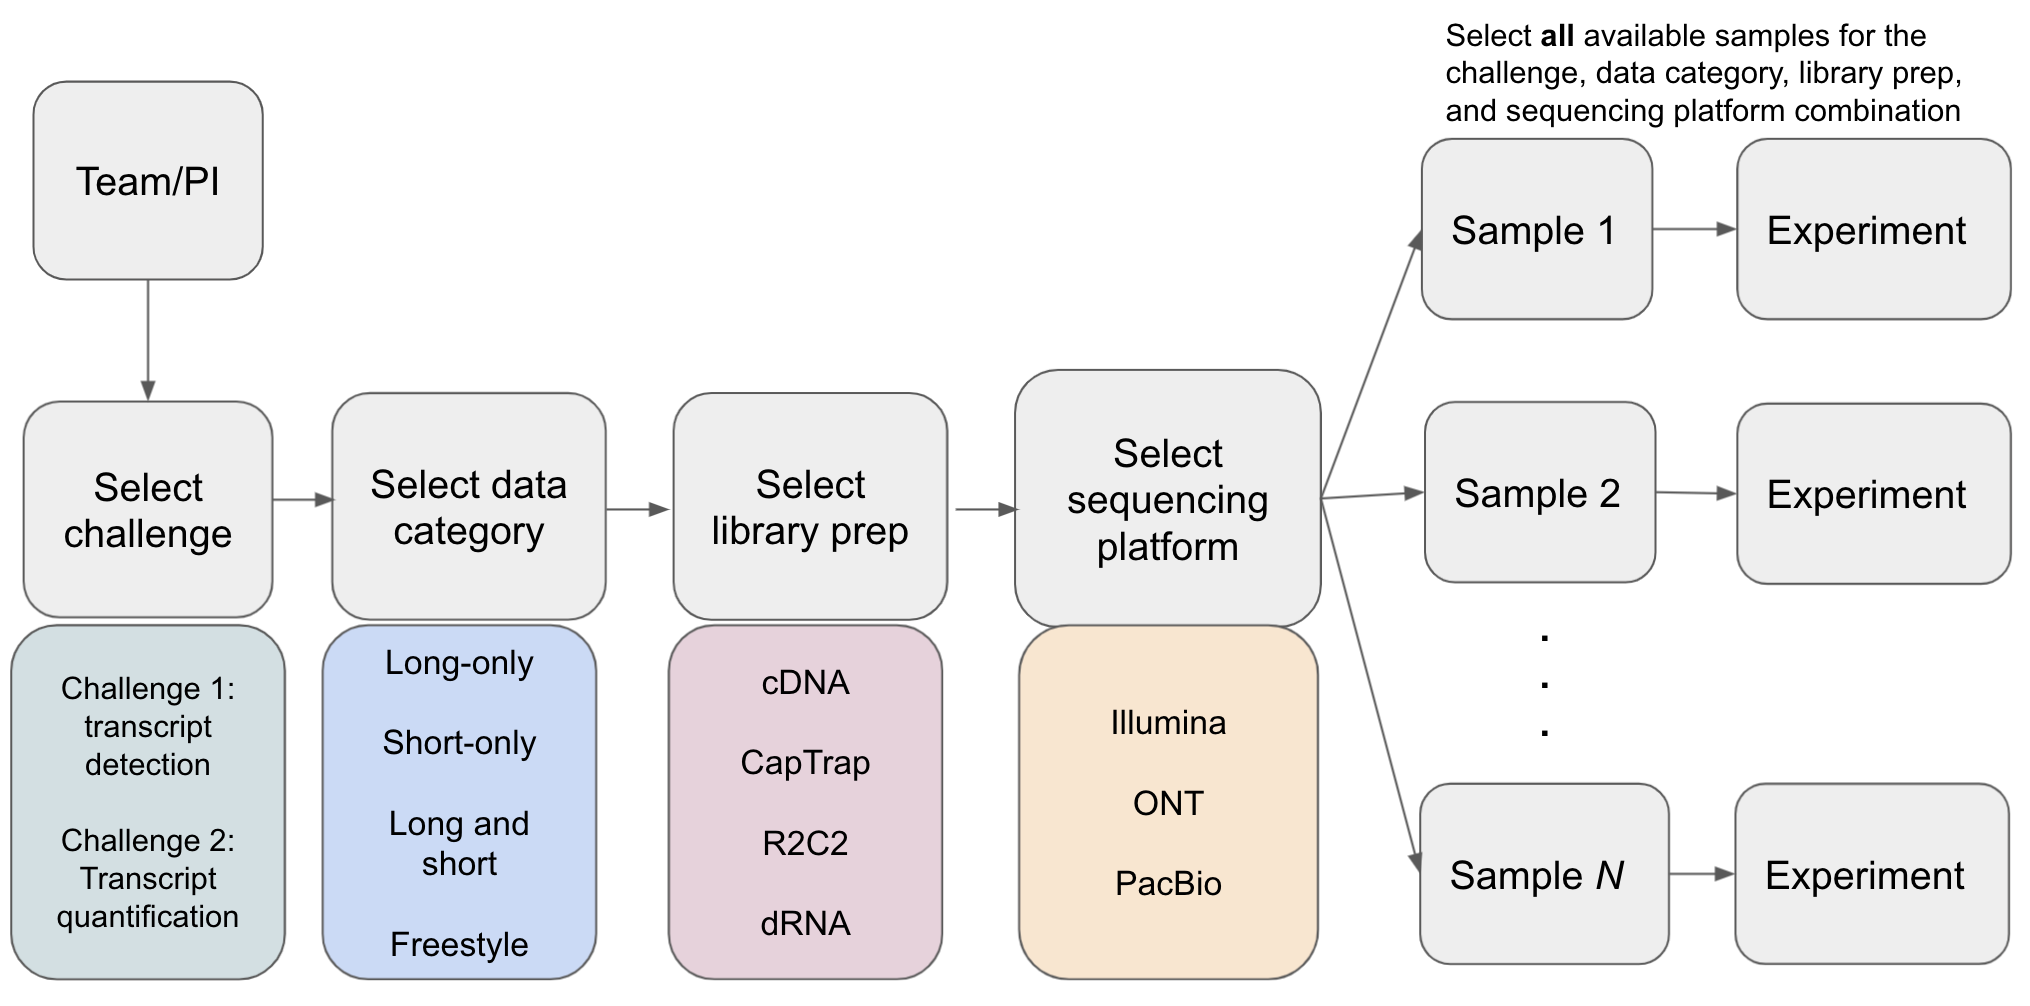 Select all available samples for the
challenge, data category, library prep,
and sequencing platform combination
Team/PI
Select
challenge
Select data
category
Select
library prep
Select
sequencing
platform
Sample 1
Experiment
Sample 2
Experiment
.
.
.
Sample N
Experiment
Challenge 1:
transcript
detection
Challenge 2:
Transcript
quantification
Long-only
Short-only
Long and
short
Freestyle
cDNA
CapTrap
R2C2
dRNA
Illumina
ONT
PacBio